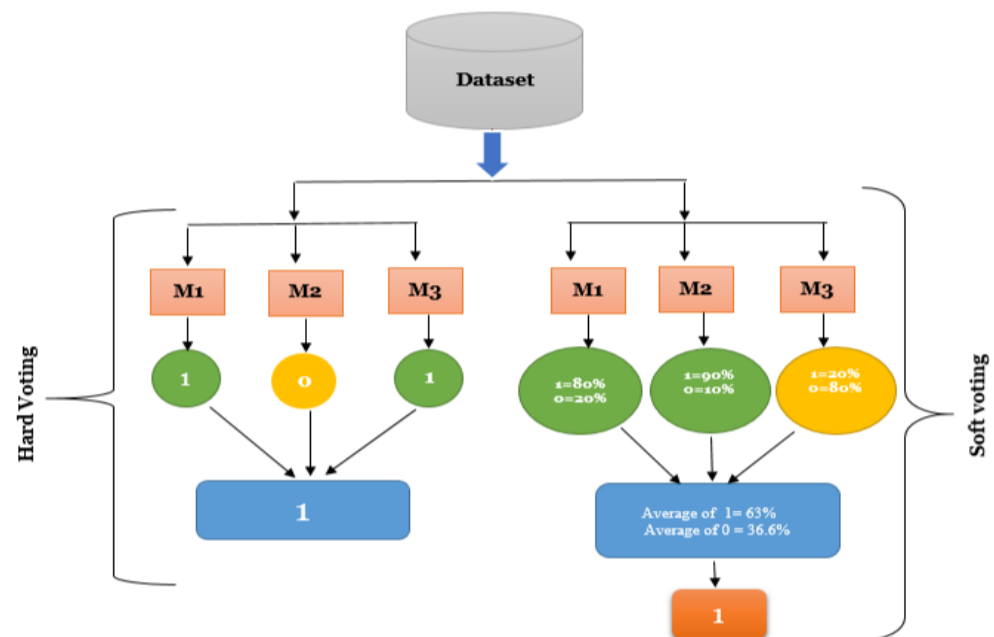 Dataset
Hard Voting
M1
M2
M3
1
0
1
1
M1
M2
M3
1=80%
0=20%
1=90%
0=10%
1=20%
0=80%
Average of 1= 63%
Average of 0 = 36.6%
1
Soft voting